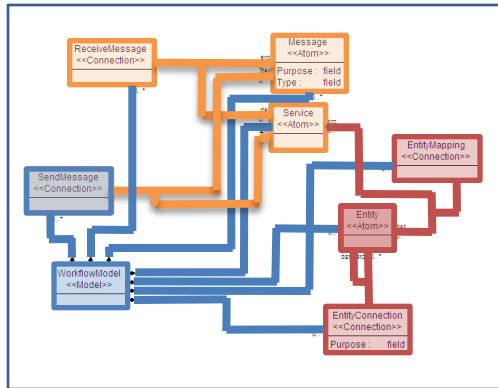 ReceiveMessage
<<Connection>>
Message
<<Atom>>
Purpose : field
Type : field
Service
<<Atom>>
EntityMapping
<<Connection>>
SendMessage
<<Connection>>
Entity
<<Atom>>
WorkflowModel
<<Model>>
EntityConnection
<<Connection>>
Purpose : field